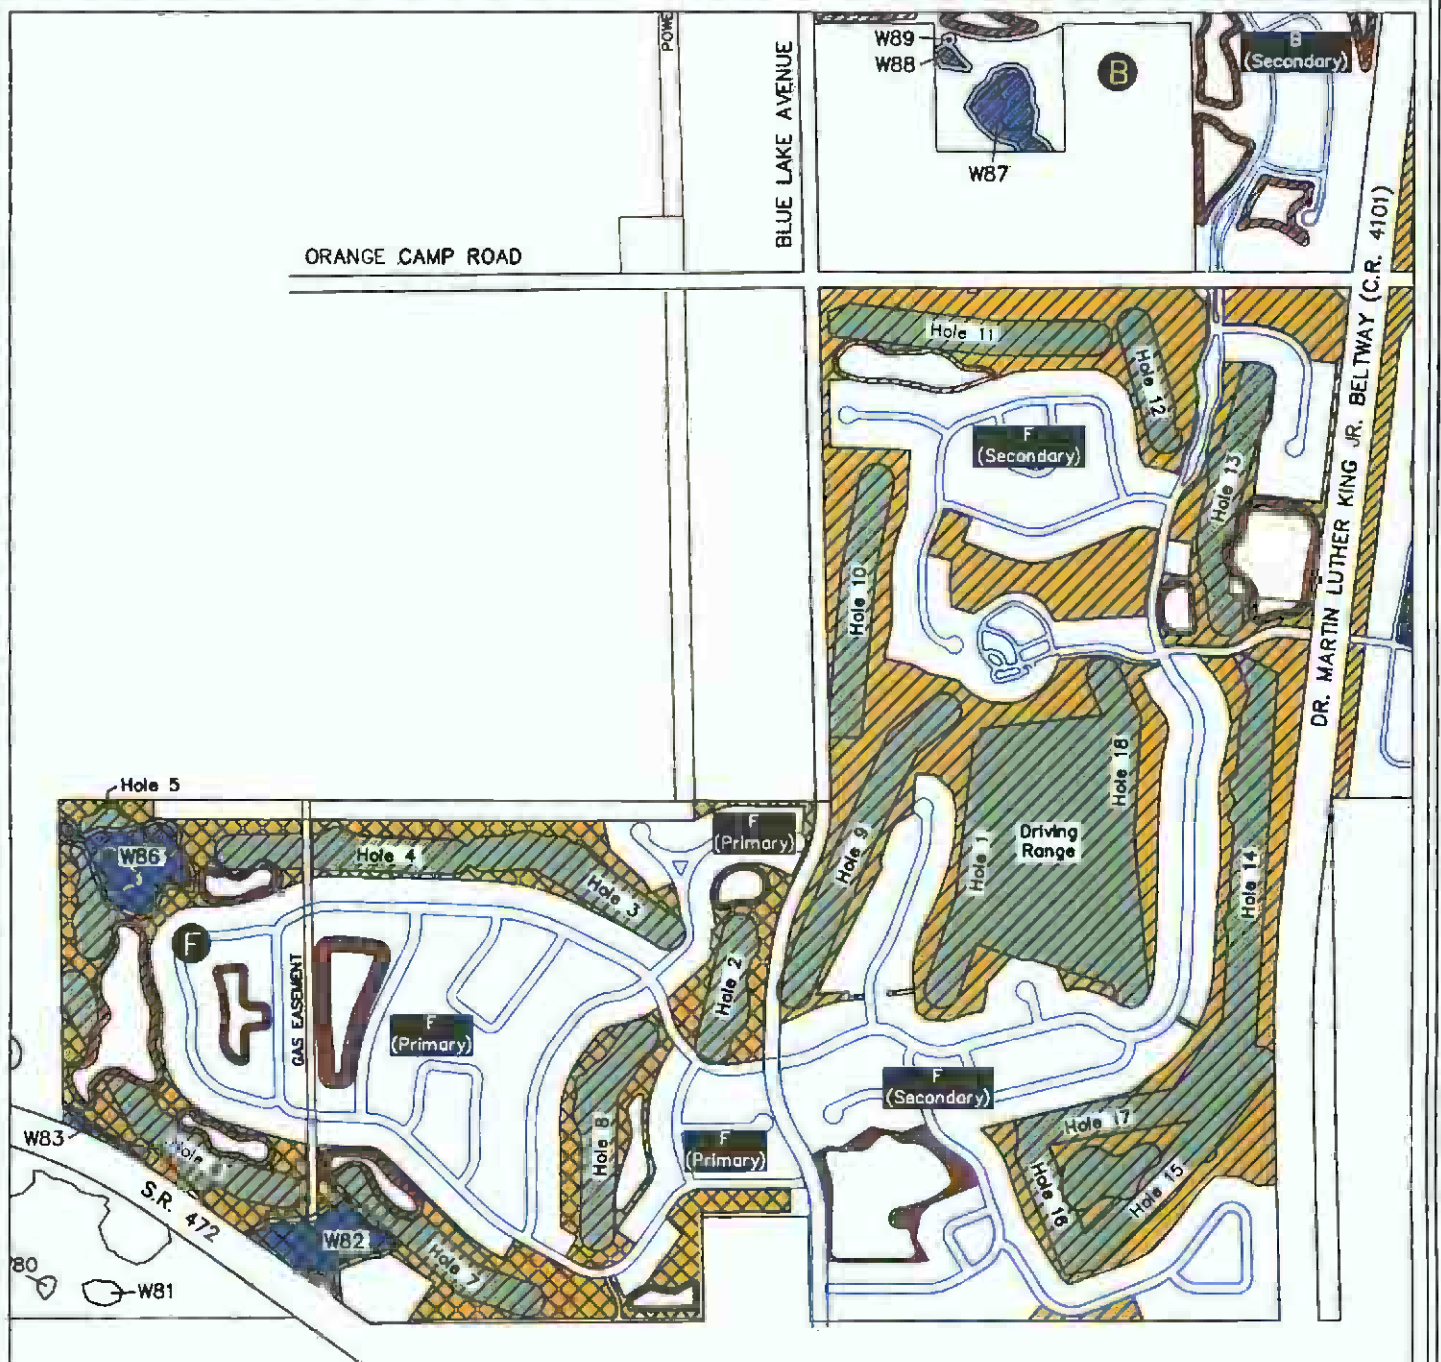 POWE
BLUE LAKE AVENUE
W89
W88
W87
B
B
(Secondary)
ORANGE CAMP ROAD
DR. MARTIN LUTHER KING JR. BELTWAY (C.R. 4101)
Hole 11
Hole 12
F
(Secondary)
Hole 13
Hole 10
Hole 18
Hole 5
W86
Hole 4
Hole 3
F
(Primary)
Hole 9
Hole 1
Driving
Range
Hole 14
F
GAS EASEMENT
Hole 2
F
(Primary)
F
(Secondary)
Hole 8
F
(Primary)
Hole 17
Hole 15
Hole 16
W83
Hole
S.R. 472
W82
Hole 7
80
W81